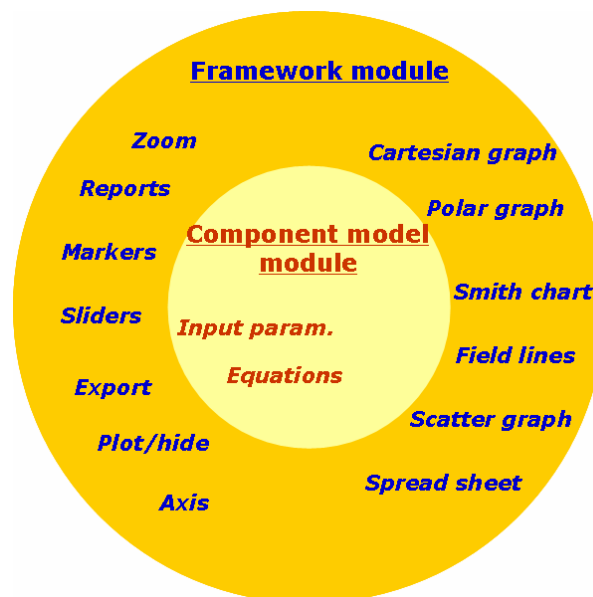 Framework module
Zoom
Cartesian graph
Reports
Polar graph
Component model
module
Markers
Smith chart
Sliders
Input param.
Field lines
Equations
Export
Scatter graph
Plot/hide
Spread sheet
Axis